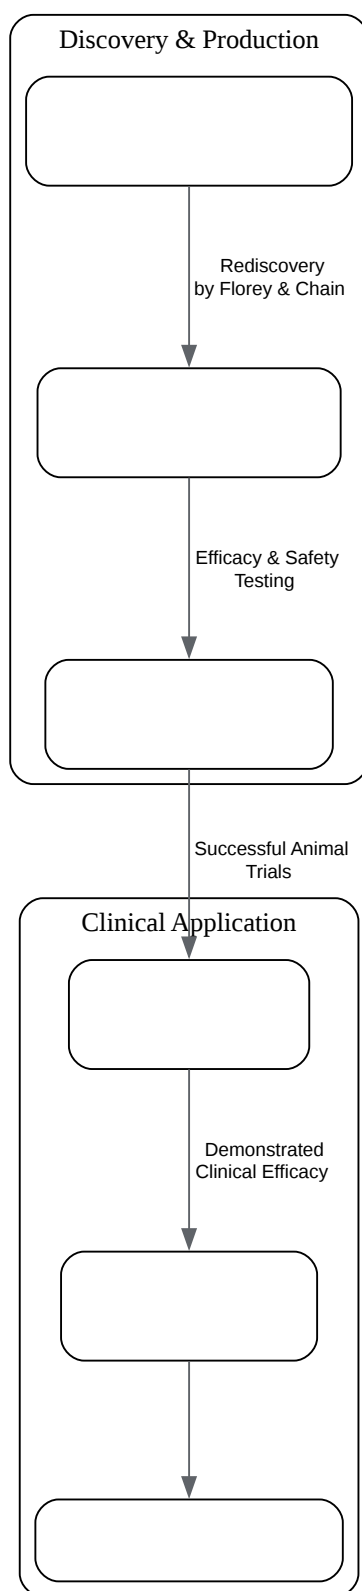 Discovery & Production
Rediscovery
by Florey & Chain
Efficacy & Safety
Testing
Successful Animal
Trials
Clinical Application
Demonstrated
Clinical Efficacy